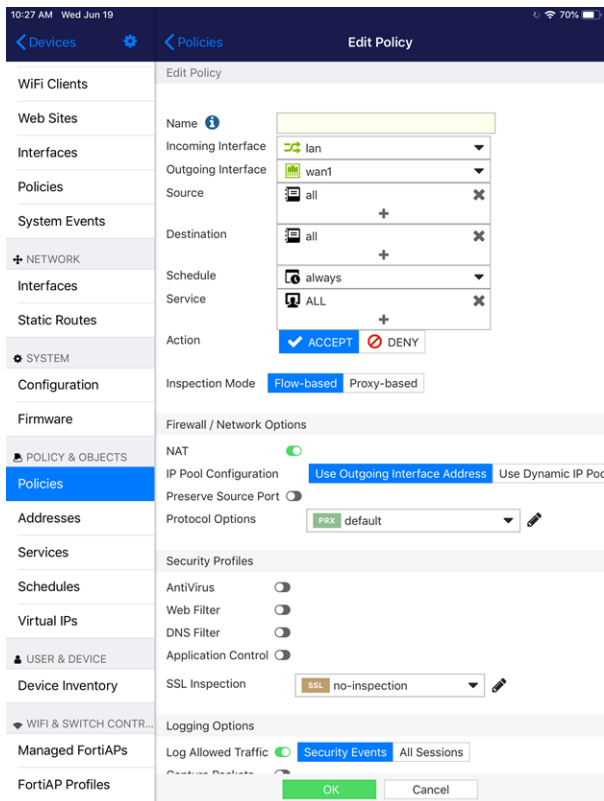 10:27 AM Wed Jun 19
70%
Devices
WiFi Clients
Web Sites
Interfaces
Policies
System Events
NETWORK
Interfaces
Static Routes
SYSTEM
Configuration
Firmware
POLICY & OBJECTS
Policies
Addresses
Services
Schedules
Virtual IPs
USER & DEVICE
Device Inventory
WIFI & SWITCH CONTR...
Managed FortiAPs
FortiAP Profiles
Policies
Edit Policy
Edit Policy
Name
Incoming Interface lan
Outgoing Interface wan1
Source all
+
Destination all
+
Schedule always
Service ALL
+
Action ACCEPT DENY
Inspection Mode Flow-based Proxy-based
Firewall / Network Options
NAT
IP Pool Configuration Use Outgoing Interface Address Use Dynamic IP Poo
Preserve Source Port
Protocol Options PRX default
Security Profiles
AntiVirus
Web Filter
DNS Filter
Application Control
SSL Inspection SSL no-inspection
Logging Options
Log Allowed Traffic Security Events All Sessions
Capture Packets
OK Cancel